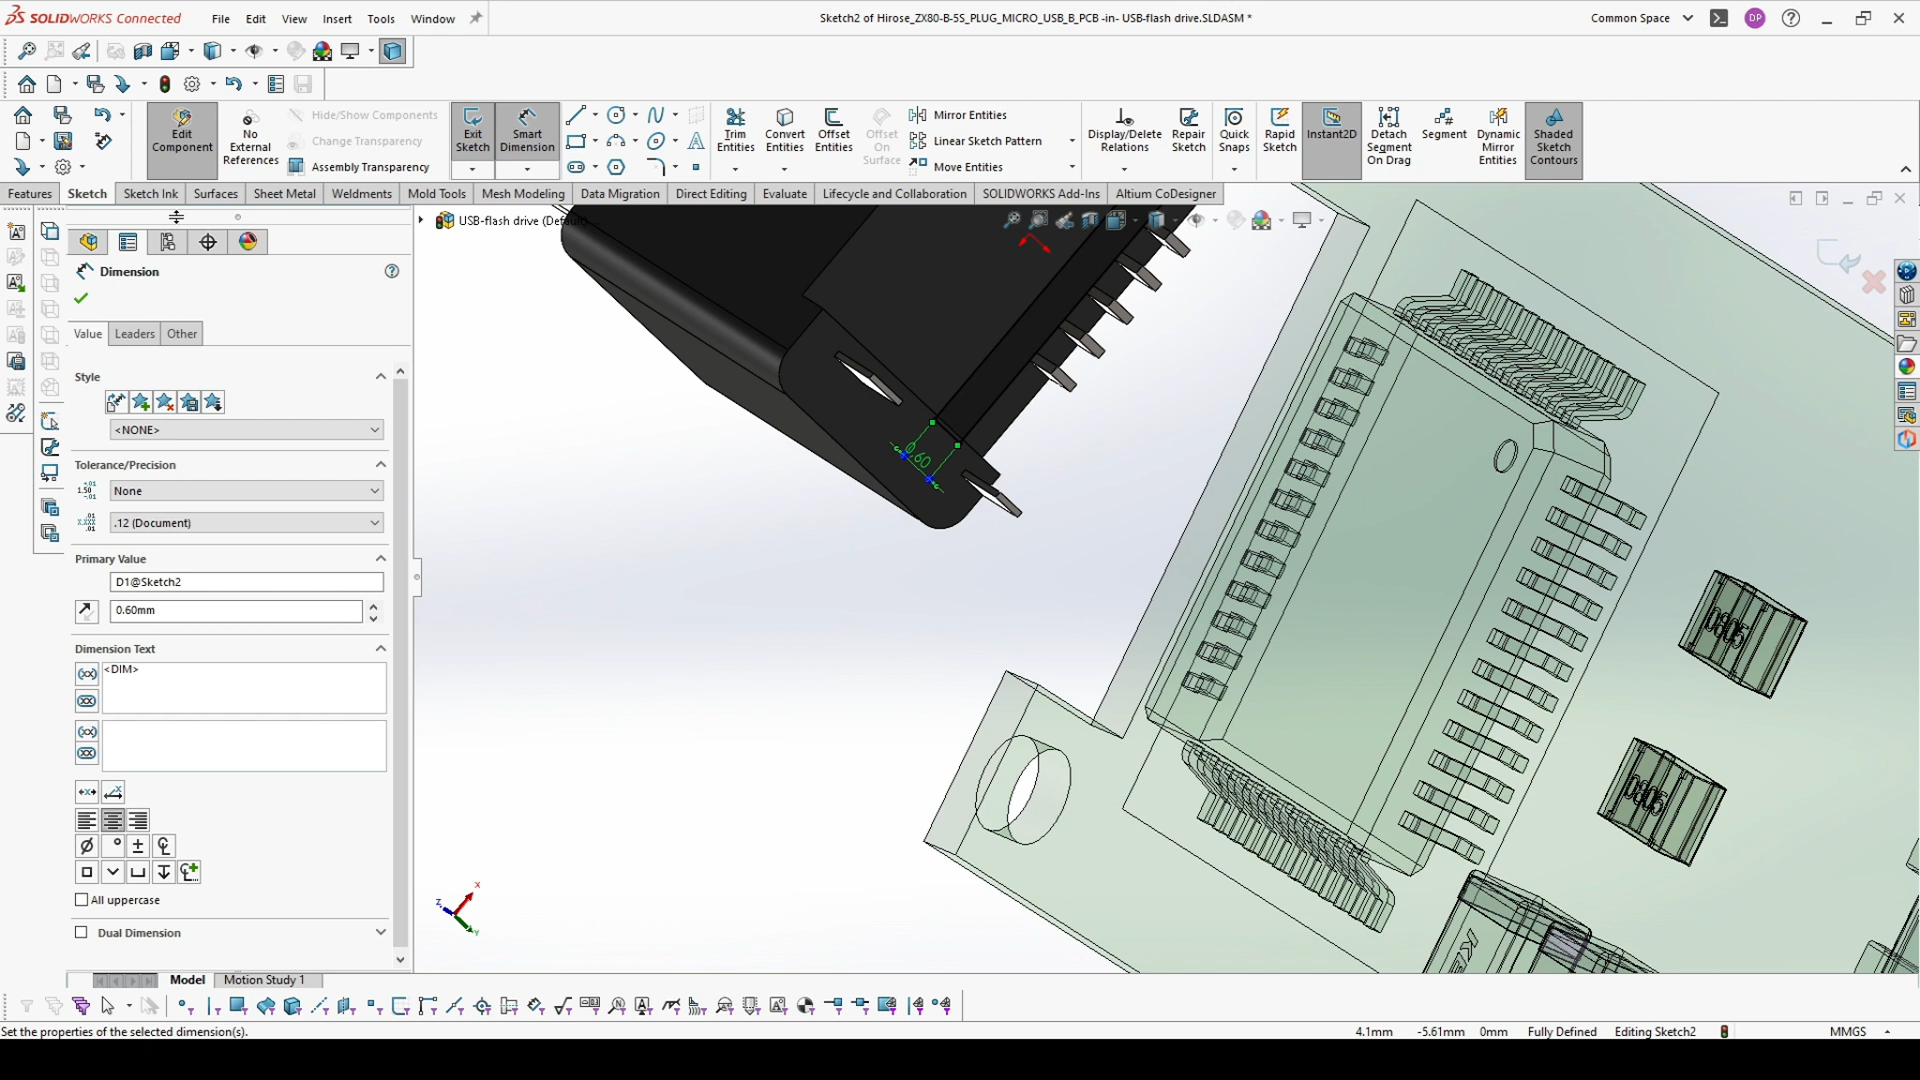 SOLIDWORKS Connected
File Edit View Insert Tools Window
Sketch2 of Hirose_ZX80-B-5S_PLUG_MICRO_USB_B_PCB -in- USB-flash drive.SLDASM *
Common Space
DP
Edit Component
No External References
Hide/Show Components
Change Transparency
Assembly Transparency
Exit Sketch
Smart Dimension
Trim Entities
Convert Entities
Offset Entities
Offset On Surface
Mirror Entities
Linear Sketch Pattern
Move Entities
Display/Delete Relations
Repair Sketch
Quick Snaps
Rapid Sketch
Instant2D
Detach Segment On Drag
Segment
Dynamic Mirror Entities
Shaded Sketch Contours
Features Sketch Sketch Ink Surfaces Sheet Metal Weldments Mold Tools Mesh Modeling Data Migration Direct Editing Evaluate Lifecycle and Collaboration SOLIDWORKS Add-Ins Altium CoDesigner
USB-flash drive (Default)
Dimension
Value Leaders Other
Style
<NONE>
Tolerance/Precision
None
.12 (Document)
Primary Value
D1@Sketch2
0.60mm
Dimension Text
<DIM>
All uppercase
Dual Dimension
0.60
0805
0805
X
Z
Y
Model Motion Study 1
Set the properties of the selected dimension(s).
4.1mm -5.61mm 0mm Fully Defined Editing Sketch2 MMGS